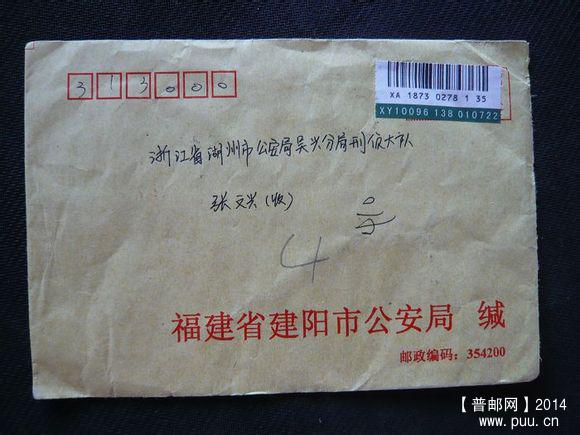 313000
XA 1873 0278 1 35
XY10096 138 010722
浙江省湖州市公安局吴兴分局刑侦大队
张文兴(收)
4
福建省建阳市公安局 缄
邮政编码：354200
【普邮网】2014
www.puu.cn